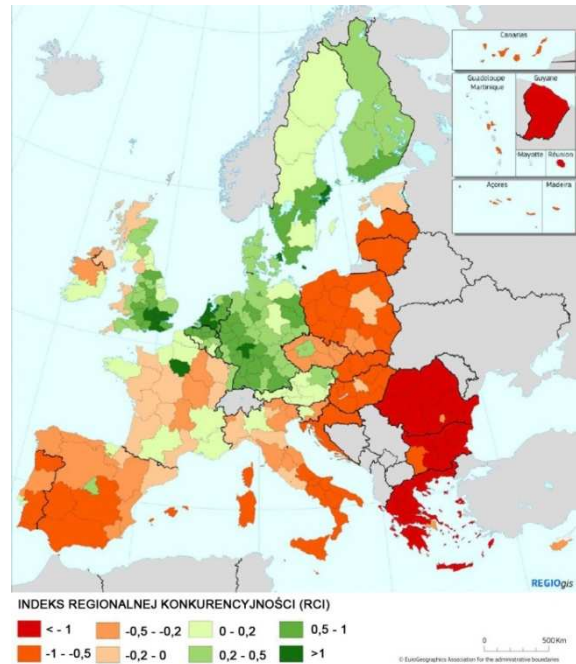 Canarias
Guadeloupe
Martinique
Guyane
Mayotte
Réunion
Açores
Madeira
REGIOgis
INDEKS REGIONALNEJ KONKURENCYJNOŚCI (RCI)
< - 1
-0,5 - -0,2
0 - 0,2
0,5 - 1
-1 - -0,5
-0,2 - 0
0,2 - 0,5
>1
0
500Km
© EuroGeographics Association for the administrative boundaries